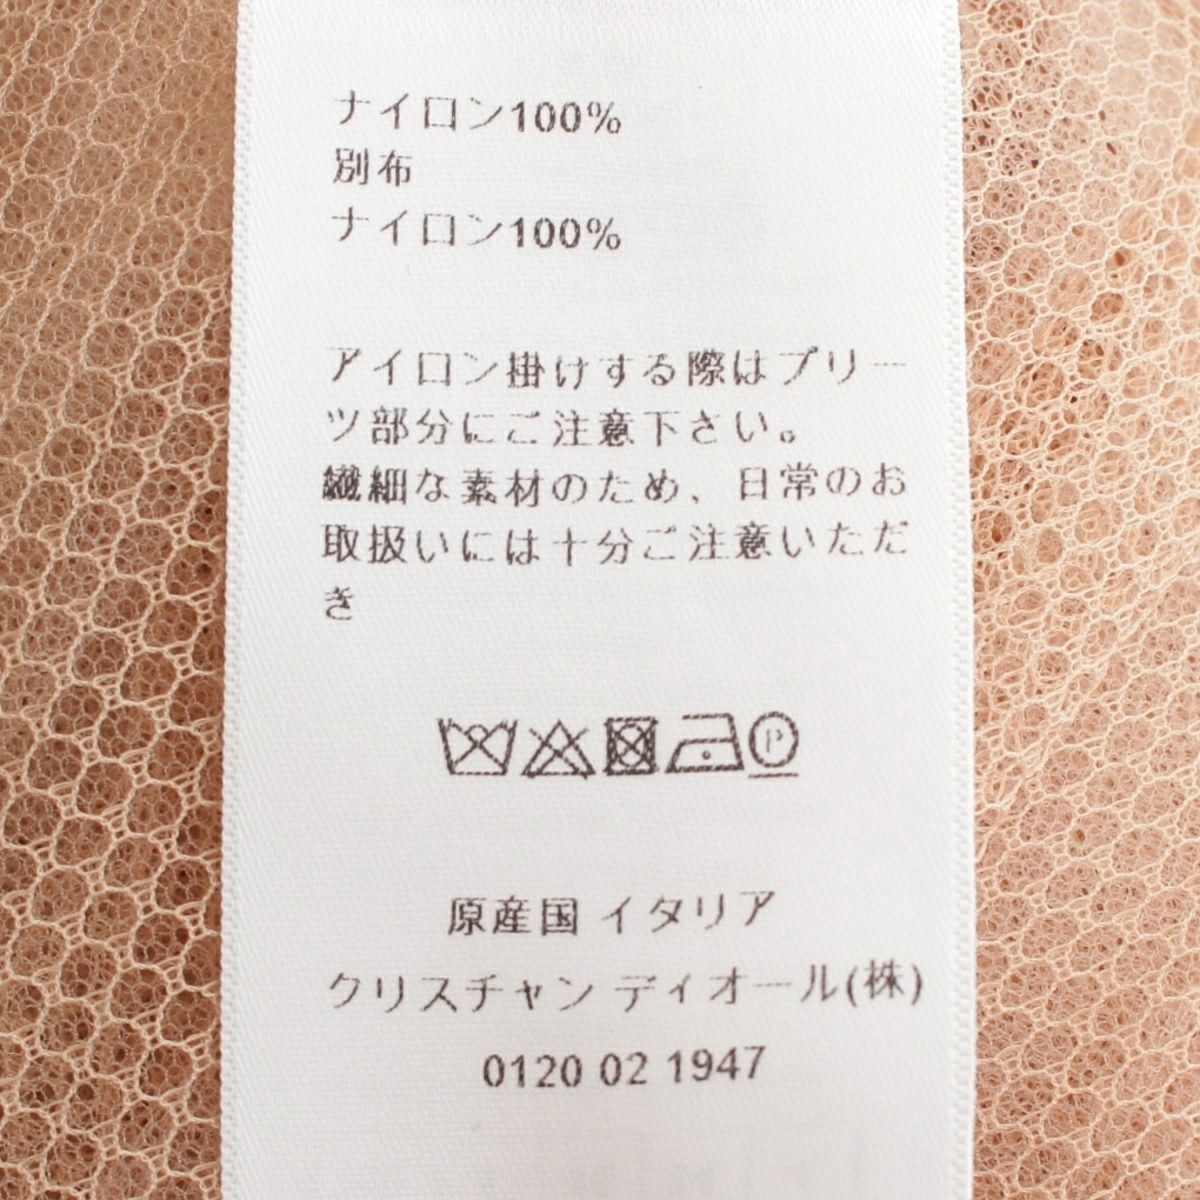 ナイロン100%
別布
ナイロン100%
アイロン掛けする際はプリー
ツ部分にご注意下さい。
繊細な素材のため、日常のお
取扱いには十分ご注意いただ
き
P
原産国 イタリア
クリスチャン ディオール(株)
0120 02 1947